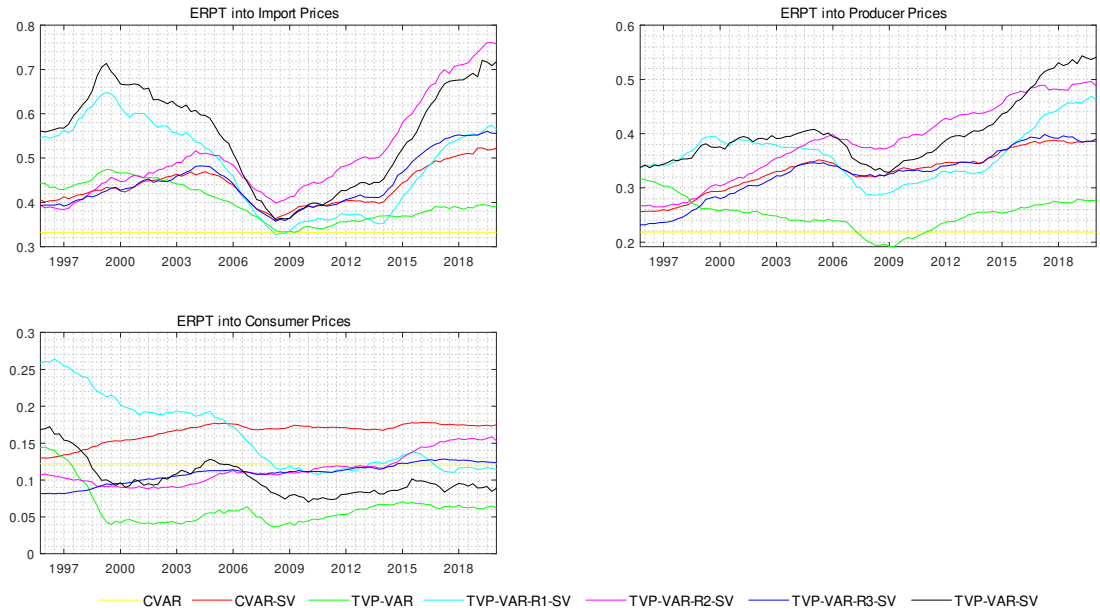 ERPT into Import Prices
0.8
0.7
0.6
0.5
0.4
0.3
1997 2000 2003 2006 2009 2012 2015 2018
ERPT into Producer Prices
0.6
0.5
0.4
0.3
0.2
1997 2000 2003 2006 2009 2012 2015 2018
ERPT into Consumer Prices
0.3
0.25
0.2
0.15
0.1
0.05
0
1997 2000 2003 2006 2009 2012 2015 2018
CVAR CVAR-SV TVP-VAR TVP-VAR-R1-SV TVP-VAR-R2-SV TVP-VAR-R3-SV TVP-VAR-SV